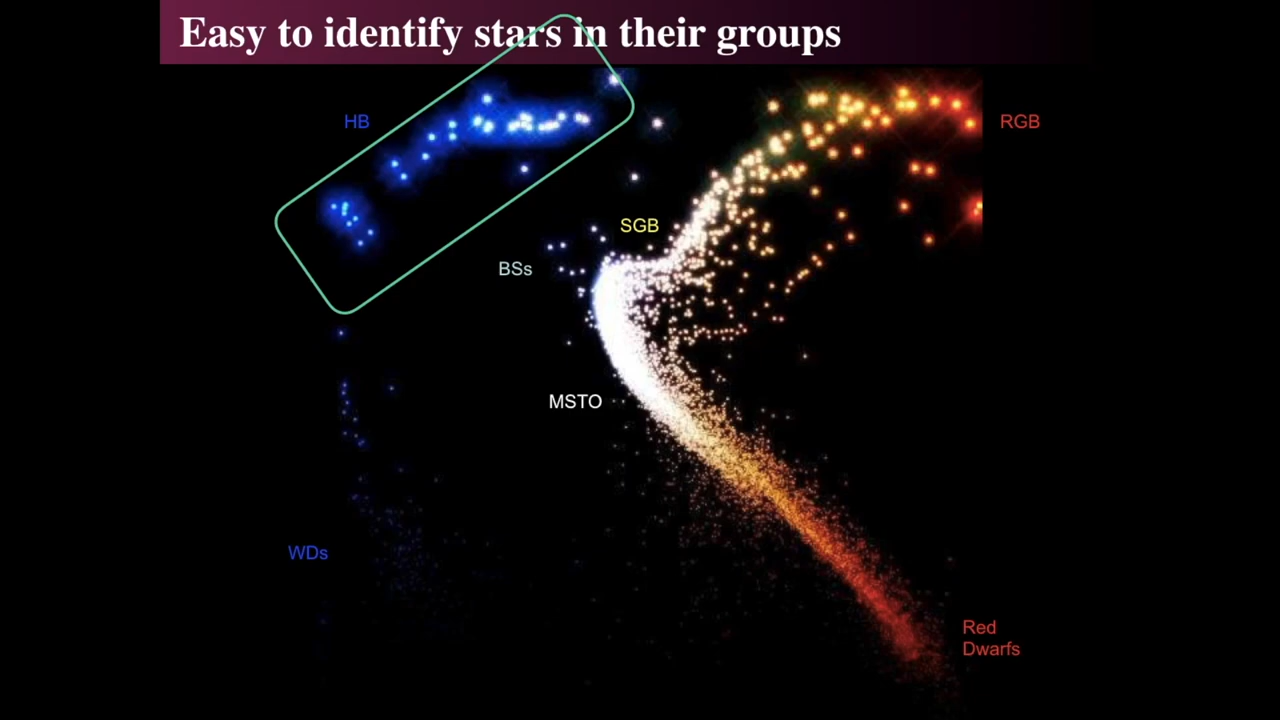 Easy to identify stars in their groups
HB
RGB
SGB
BSs
MSTO
WDs
Red
Dwarfs